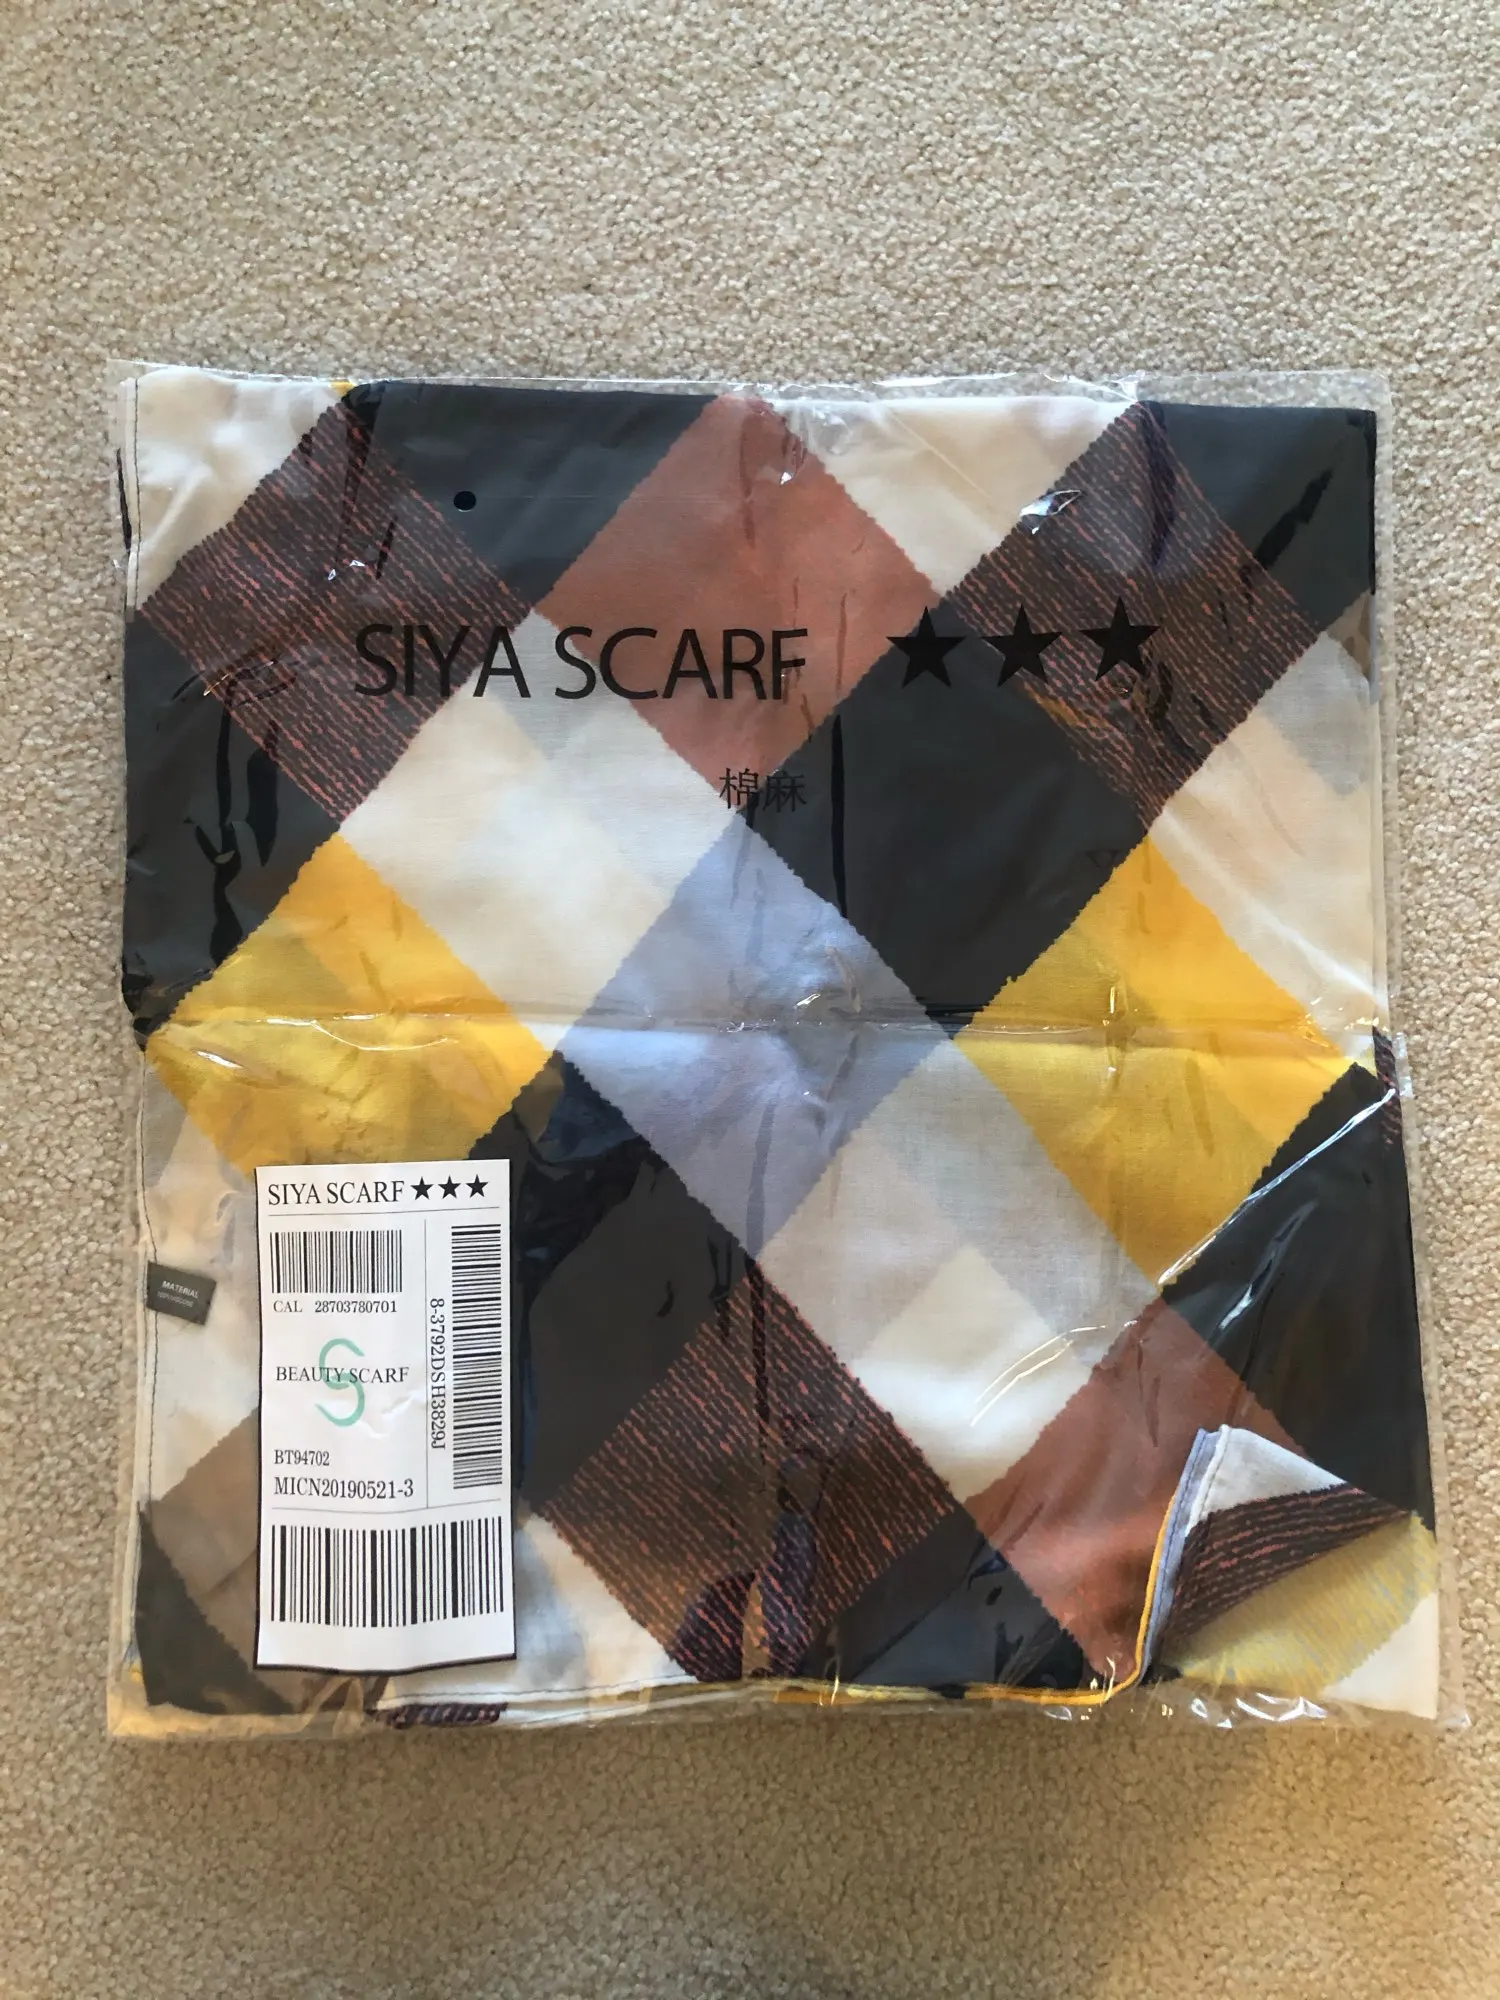 SIYA SCARF ★★★
棉麻
SIYA SCARF ★★★
CAL 28703780701
8-3792DSH3829J
S
BEAUTY SCARF
BT94702
MICN20190521-3
MATERIAL